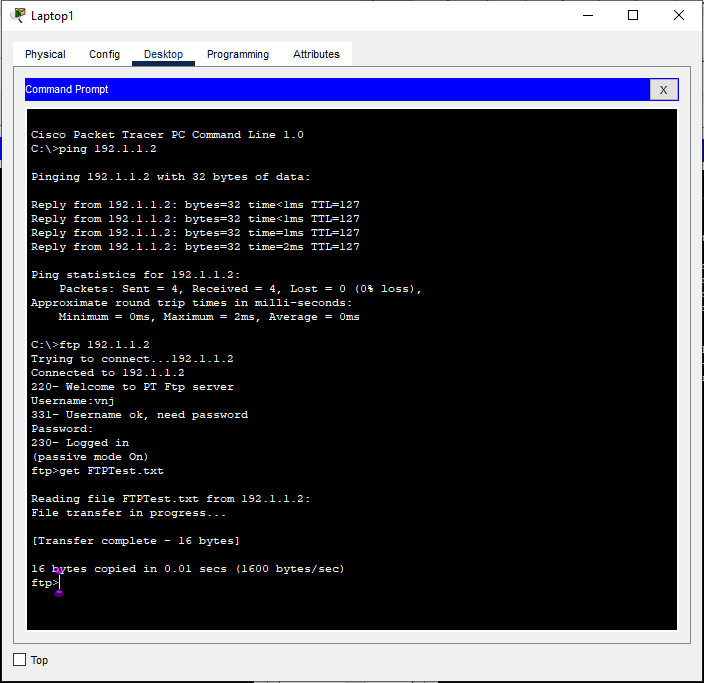 Laptop1
Physical Config Desktop Programming Attributes
Command Prompt X
Cisco Packet Tracer PC Command Line 1.0
C:\>ping 192.1.1.2
Pinging 192.1.1.2 with 32 bytes of data:
Reply from 192.1.1.2: bytes=32 time<1ms TTL=127
Reply from 192.1.1.2: bytes=32 time<1ms TTL=127
Reply from 192.1.1.2: bytes=32 time=1ms TTL=127
Reply from 192.1.1.2: bytes=32 time=2ms TTL=127
Ping statistics for 192.1.1.2:
Packets: Sent = 4, Received = 4, Lost = 0 (0% loss),
Approximate round trip times in milli-seconds:
Minimum = 0ms, Maximum = 2ms, Average = 0ms
C:\>ftp 192.1.1.2
Trying to connect...192.1.1.2
Connected to 192.1.1.2
220- Welcome to PT Ftp server
Username:vnj
331- Username ok, need password
Password:
230- Logged in
(passive mode On)
ftp>get FTPTest.txt
Reading file FTPTest.txt from 192.1.1.2:
File transfer in progress...
[Transfer complete - 16 bytes]
16 bytes copied in 0.01 secs (1600 bytes/sec)
ftp>
Top